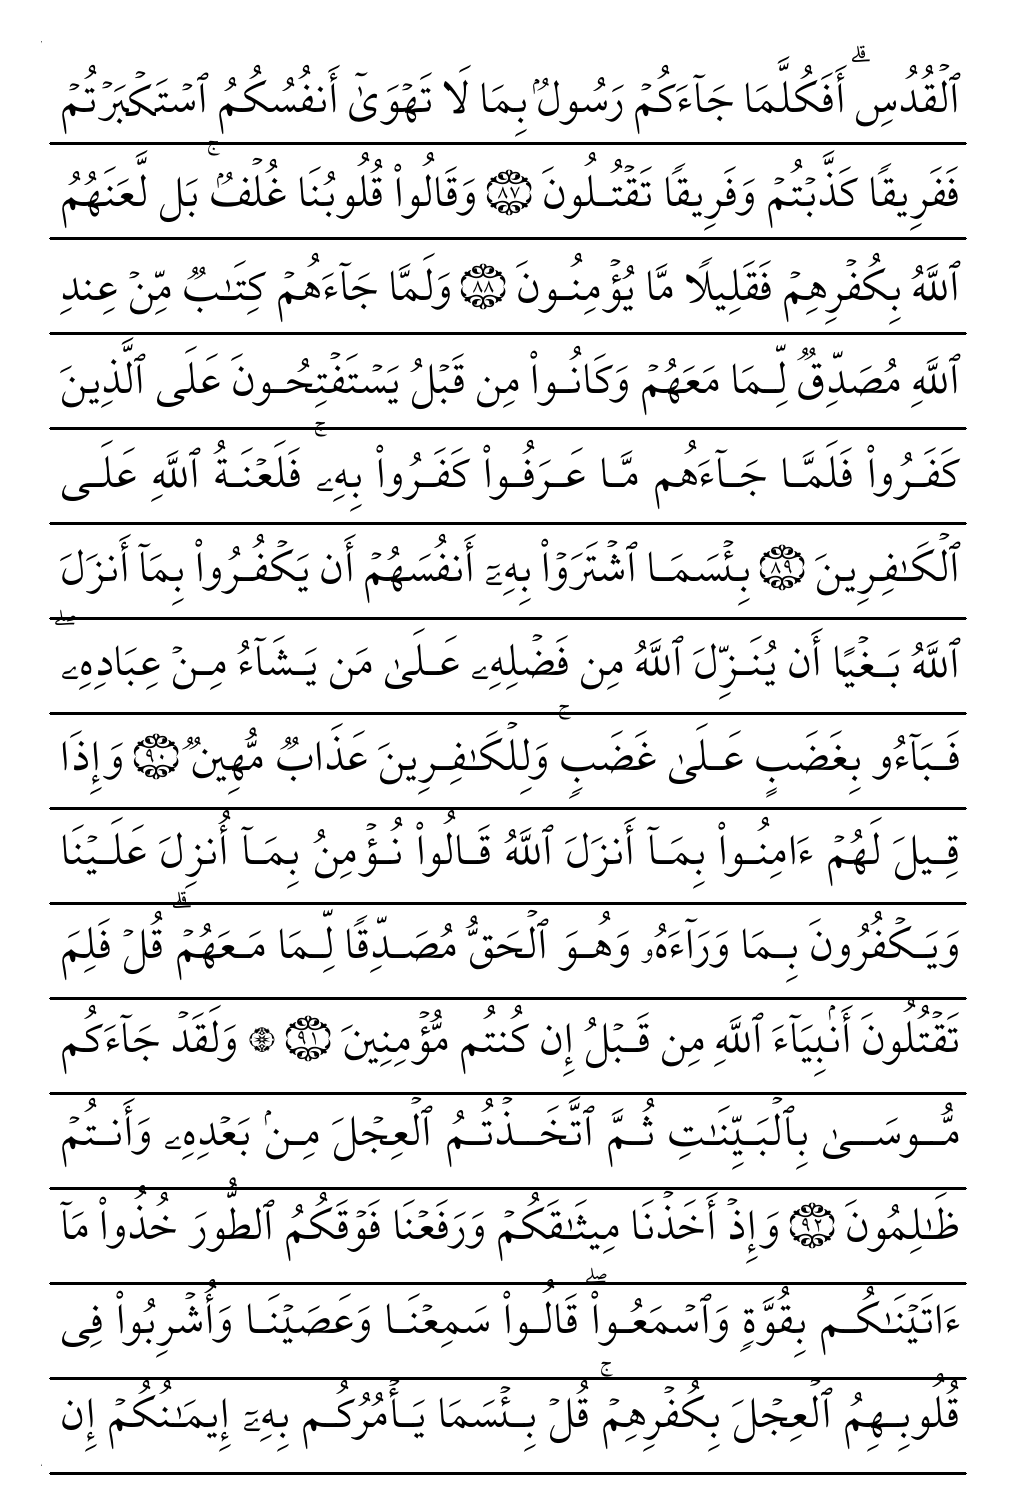 ٱلۡقُدُسِۗ أَفَكُلَّمَا جَآءَكُمۡ رَسُولُۢ بِمَا لَا تَهۡوَىٰٓ أَنفُسُكُمُ ٱسۡتَكۡبَرۡتُمۡ
فَفَرِيقٗا كَذَّبۡتُمۡ وَفَرِيقٗا تَقۡتُلُونَ ۝٨٧ وَقَالُواْ قُلُوبُنَا غُلۡفُۢۚ بَل لَّعَنَهُمُ
ٱللَّهُ بِكُفۡرِهِمۡ فَقَلِيلٗا مَّا يُؤۡمِنُونَ ۝٨٨ وَلَمَّا جَآءَهُمۡ كِتَٰبٞ مِّنۡ عِندِ
ٱللَّهِ مُصَدِّقٞ لِّمَا مَعَهُمۡ وَكَانُواْ مِن قَبۡلُ يَسۡتَفۡتِحُونَ عَلَى ٱلَّذِينَ
كَفَرُواْ فَلَمَّا جَآءَهُم مَّا عَرَفُواْ كَفَرُواْ بِهِۦۚ فَلَعۡنَةُ ٱللَّهِ عَلَى
ٱلۡكَٰفِرِينَ ۝٨٩ بِئۡسَمَا ٱشۡتَرَوۡاْ بِهِۦٓ أَنفُسَهُمۡ أَن يَكۡفُرُواْ بِمَآ أَنزَلَ
ٱللَّهُ بَغۡيًا أَن يُنَزِّلَ ٱللَّهُ مِن فَضۡلِهِۦ عَلَىٰ مَن يَشَآءُ مِنۡ عِبَادِهِۦۖ
فَبَآءُو بِغَضَبٍ عَلَىٰ غَضَبٖۚ وَلِلۡكَٰفِرِينَ عَذَابٞ مُّهِينٞ ۝٩٠ وَإِذَا
قِيلَ لَهُمۡ ءَامِنُواْ بِمَآ أَنزَلَ ٱللَّهُ قَالُواْ نُؤۡمِنُ بِمَآ أُنزِلَ عَلَيۡنَا
وَيَكۡفُرُونَ بِمَا وَرَآءَهُۥ وَهُوَ ٱلۡحَقُّ مُصَدِّقٗا لِّمَا مَعَهُمۡۗ قُلۡ فَلِمَ
تَقۡتُلُونَ أَنۢبِيَآءَ ٱللَّهِ مِن قَبۡلُ إِن كُنتُم مُّؤۡمِنِينَ ۝٩١ ۞ وَلَقَدۡ جَآءَكُم
مُّوسَىٰ بِٱلۡبَيِّنَٰتِ ثُمَّ ٱتَّخَذۡتُمُ ٱلۡعِجۡلَ مِنۢ بَعۡدِهِۦ وَأَنتُمۡ
ظَٰلِمُونَ ۝٩٢ وَإِذۡ أَخَذۡنَا مِيثَٰقَكُمۡ وَرَفَعۡنَا فَوۡقَكُمُ ٱلطُّورَ خُذُواْ مَآ
ءَاتَيۡنَٰكُم بِقُوَّةٖ وَٱسۡمَعُواْۖ قَالُواْ سَمِعۡنَا وَعَصَيۡنَا وَأُشۡرِبُواْ فِي
قُلُوبِهِمُ ٱلۡعِجۡلَ بِكُفۡرِهِمۡۚ قُلۡ بِئۡسَمَا يَأۡمُرُكُم بِهِۦٓ إِيمَٰنُكُمۡ إِن